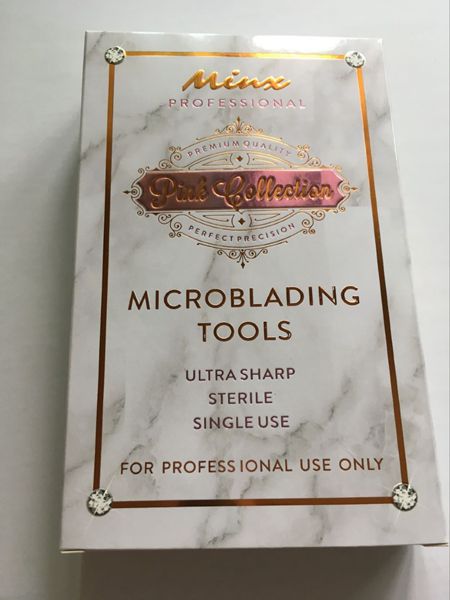 Minx
PROFESSIONAL
PREMIUM QUALITY
Pink Collection
PERFECT PRECISION
MICROBLADING
TOOLS
ULTRA SHARP
STERILE
SINGLE USE
FOR PROFESSIONAL USE ONLY